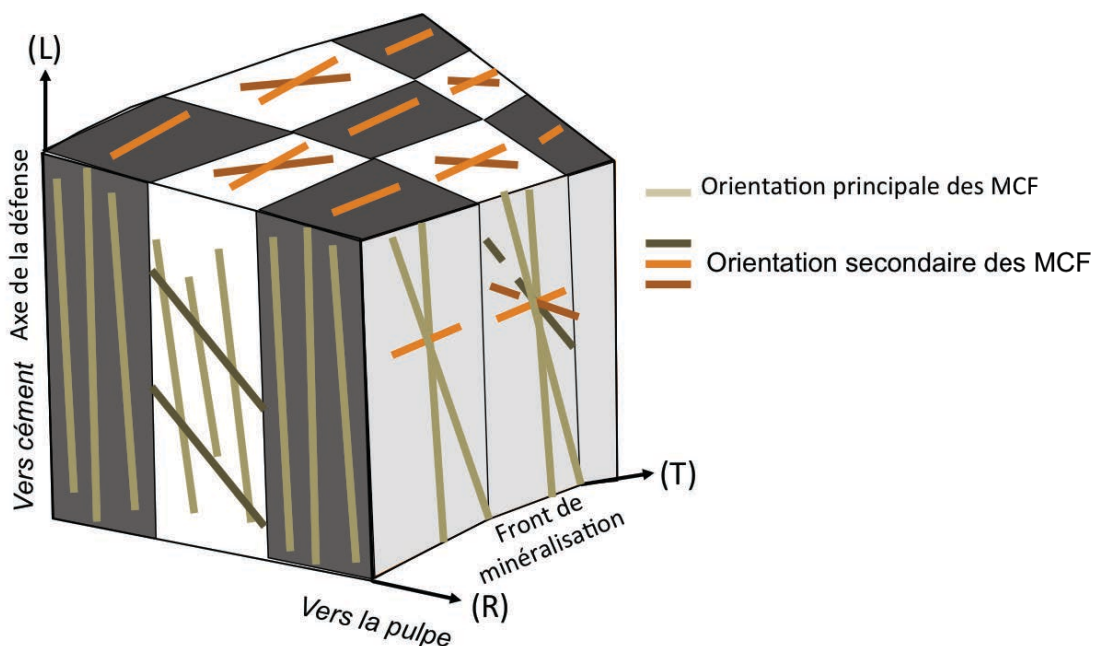 (L)
Axe de la défense
Vers cément
Orientation principale des MCF
Orientation secondaire des MCF
(T)
Front de
minéralisation
(R)
Vers la pulpe